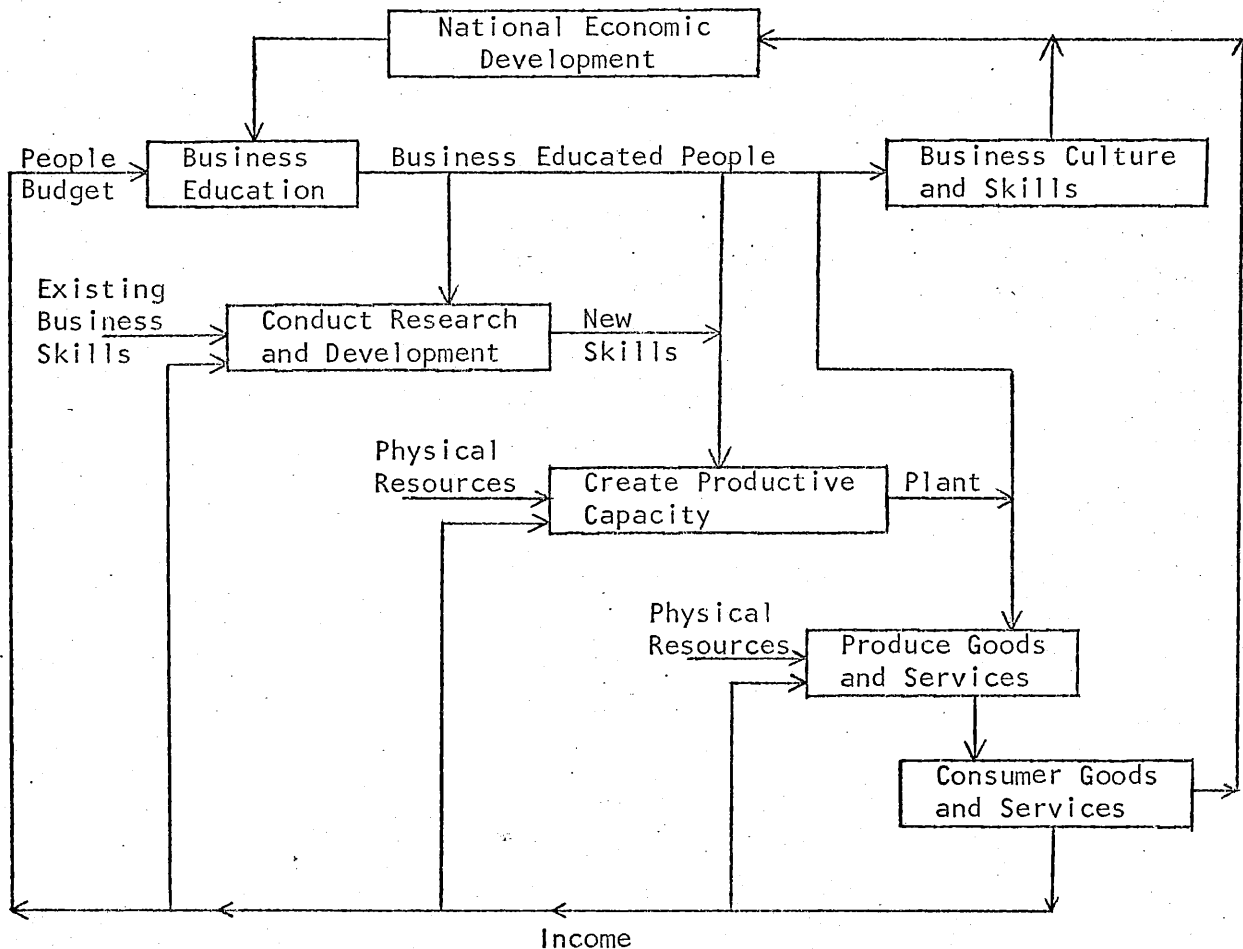 National Economic
Development
People
Budget
Business
Education
Business Educated People
Business Culture
and Skills
Existing
Business
Skills
Conduct Research
and Development
New
Skills
Physical
Resources
Create Productive
Capacity
Plant
Physical
Resources
Produce Goods
and Services
Consumer Goods
and Services
Income